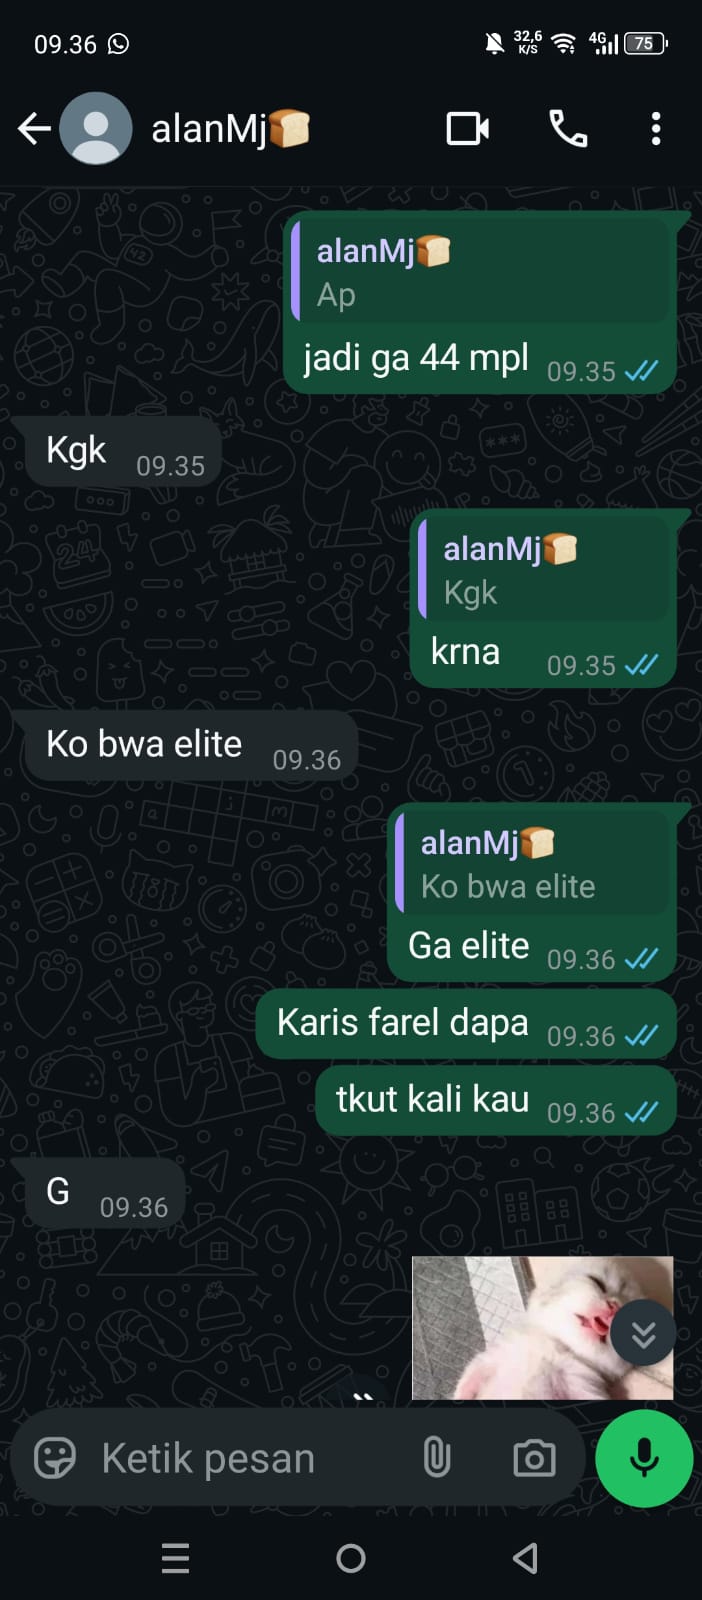 09.36
32,6
K/S
4G
75
alanMj
alanMj
Ap
jadi ga 44 mpl 09.35
Kgk 09.35
alanMj
Kgk
krna 09.35
Ko bwa elite 09.36
alanMj
Ko bwa elite
Ga elite 09.36
Karis farel dapa 09.36
tkut kali kau 09.36
G 09.36
Ketik pesan